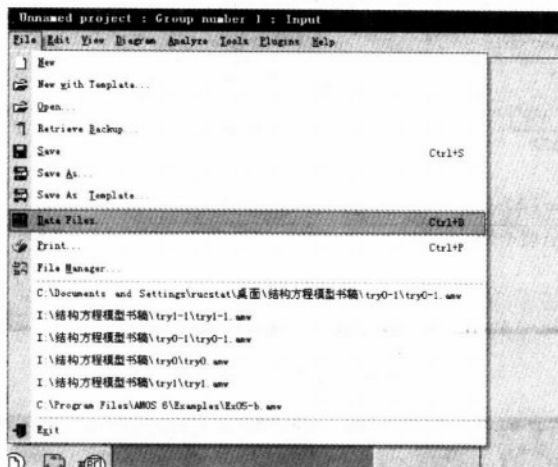 Unnamed project : Group number 1 : Input
File Edit View Diagram Analyze Tools Plugins Help
New
New with Template...
Open...
Retrieve Backup...
Save Ctrl+S
Save As...
Save As Template...
Data Files... Ctrl+D
Print... Ctrl+P
File Manager...
C:\Documents and Settings\rucstat\桌面\结构方程模型书稿\try0-1\try0-1.amw
I:\结构方程模型书稿\try1-1\try1-1.amw
I:\结构方程模型书稿\try0-1\try0-1.amw
I:\结构方程模型书稿\try0\try0.amw
I:\结构方程模型书稿\try1\try1.amw
C:\Program Files\AMOS 6\Examples\Ex05-b.amw
Exit